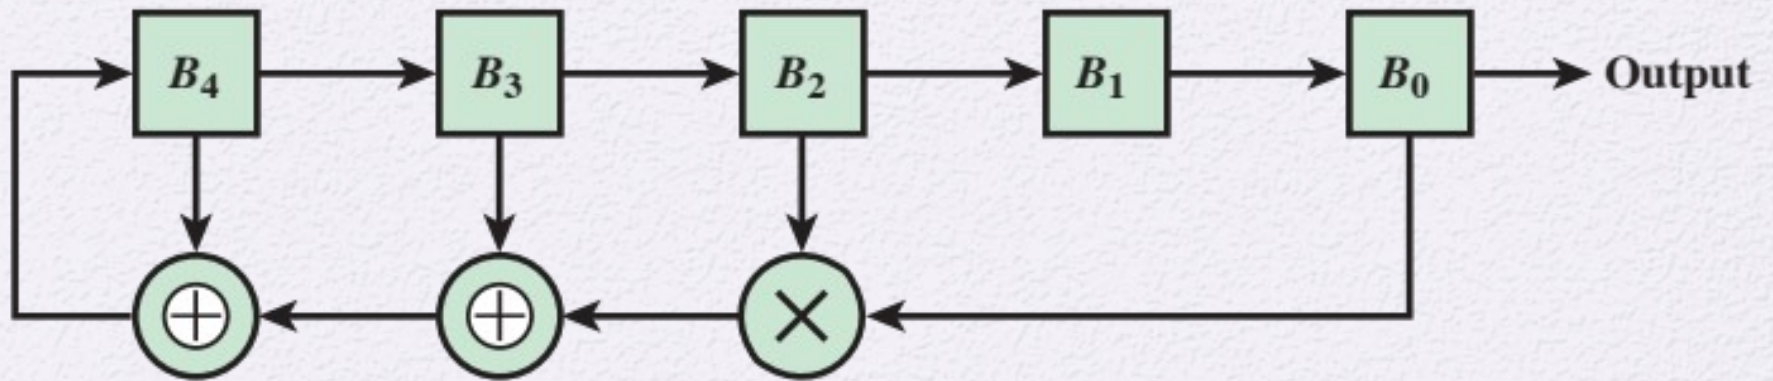 B₄ B₃ B₂ B₁ B₀ Output
⊕ ⊕ ×